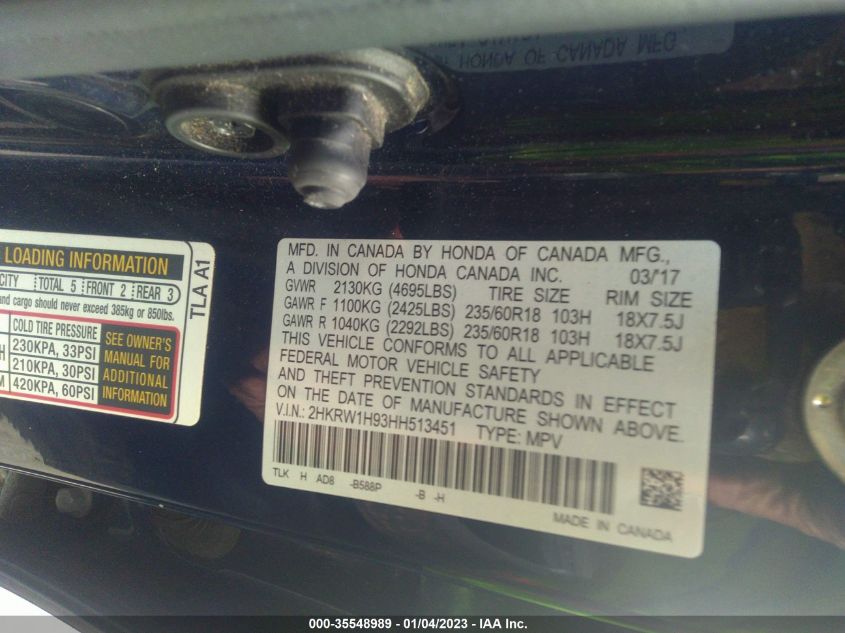 HONDA OF CANADA MFG.
LOADING INFORMATION
CITY TOTAL 5 FRONT 2 REAR 3
and cargo should never exceed 385kg or 850lbs.
COLD TIRE PRESSURE
230KPA, 33PSI
210KPA, 30PSI
420KPA, 60PSI
SEE OWNER'S
MANUAL FOR
ADDITIONAL
INFORMATION
TLA A1
MFD. IN CANADA BY HONDA OF CANADA MFG.,
A DIVISION OF HONDA CANADA INC. 03/'17
GVWR 2130KG (4695LBS) TIRE SIZE RIM SIZE
GAWR F 1100KG (2425LBS) 235/60R18 103H 18X7.5J
GAWR R 1040KG (2292LBS) 235/60R18 103H 18X7.5J
THIS VEHICLE CONFORMS TO ALL APPLICABLE
FEDERAL MOTOR VEHICLE SAFETY
AND THEFT PREVENTION STANDARDS IN EFFECT
ON THE DATE OF MANUFACTURE SHOWN ABOVE.
V.I.N.: 2HKRW1H93HH513451 TYPE: MPV
TLK H AD8 -B588P -B -H
MADE IN CANADA
000-35548989 - 01/04/2023 - IAA Inc.